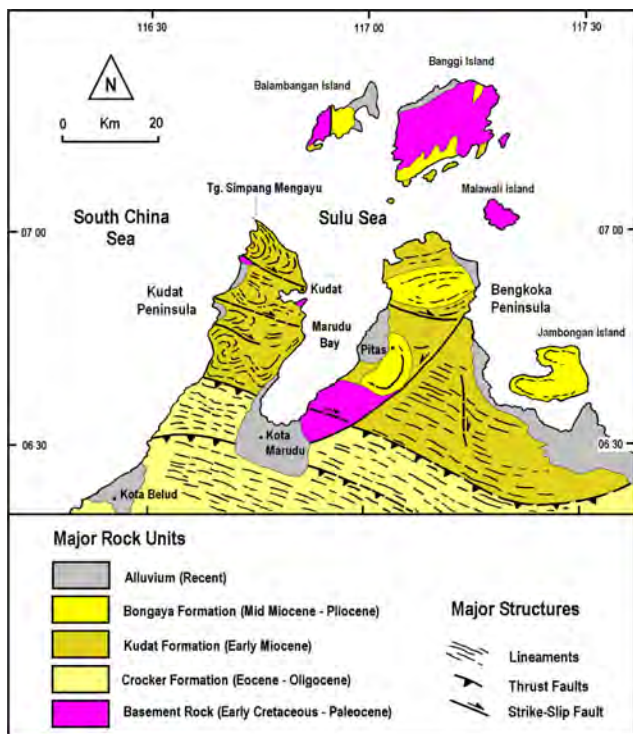 116 30
117 00
117 30
Banggi Island
Balambangan Island
N
0 Km 20
Malawali Island
Tg. Simpang Mengayu
South China
Sea
Sulu Sea
07 00
07 00
Kudat
Kudat
Peninsula
Bengkoka
Peninsula
Marudu
Bay
Pitas
Jambongan island
06 30
06 30
Kota
Marudu
Kota Belud
Major Rock Units
Alluvium (Recent)
Bongaya Formation (Mid Miocene - Pliocene)
Kudat Formation (Early Miocene)
Crocker Formation (Eocene - Oligocene)
Basement Rock (Early Cretaceous - Paleocene)
Major Structures
Lineaments
Thrust Faults
Strike-Slip Fault